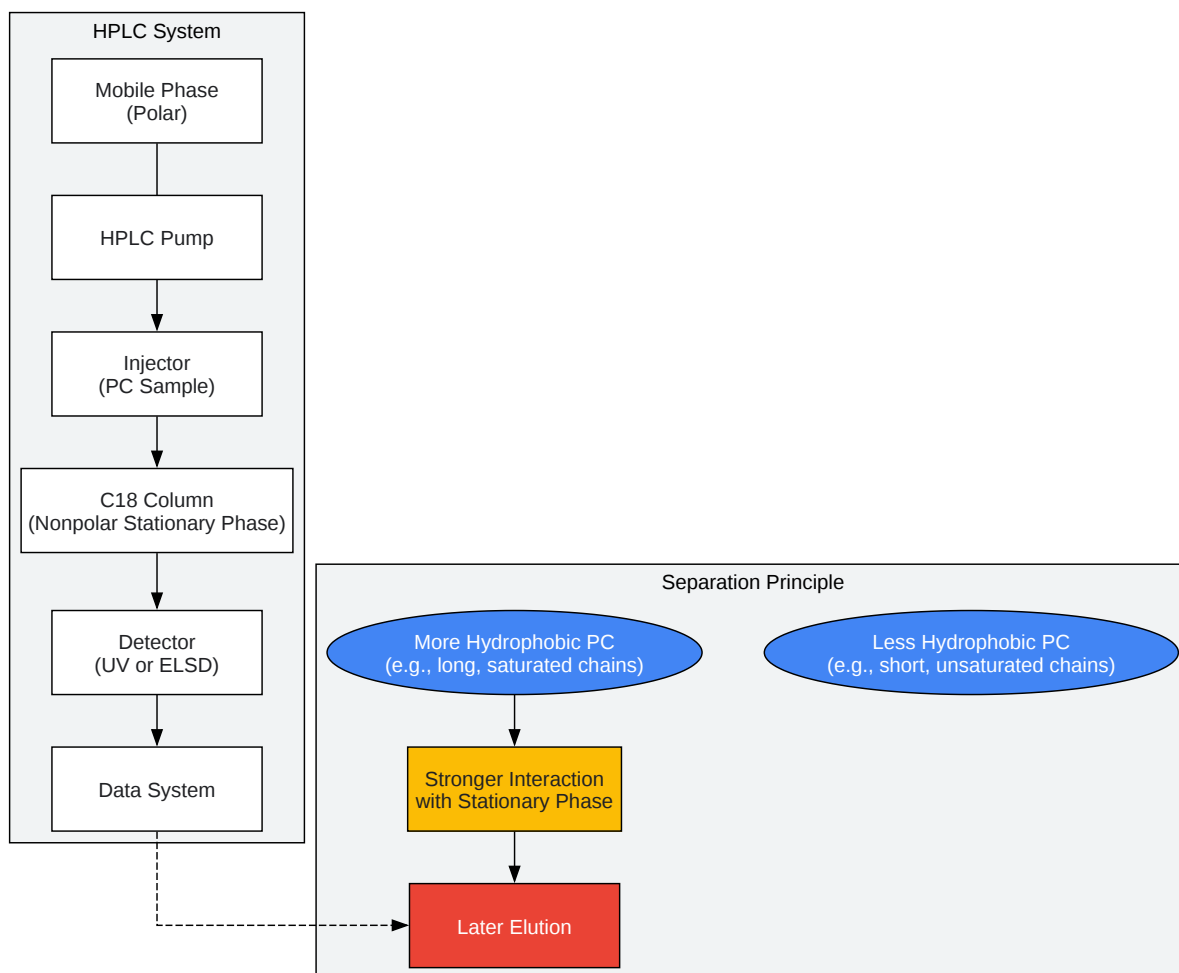 HPLC System
Mobile Phase
(Polar)
HPLC Pump
Injector
(PC Sample)
C18 Column
(Nonpolar Stationary Phase)
Detector
(UV or ELSD)
Data System
Separation Principle
More Hydrophobic PC
(e.g., long, saturated chains)
Less Hydrophobic PC
(e.g., short, unsaturated chains)
Stronger Interaction
with Stationary Phase
Later Elution